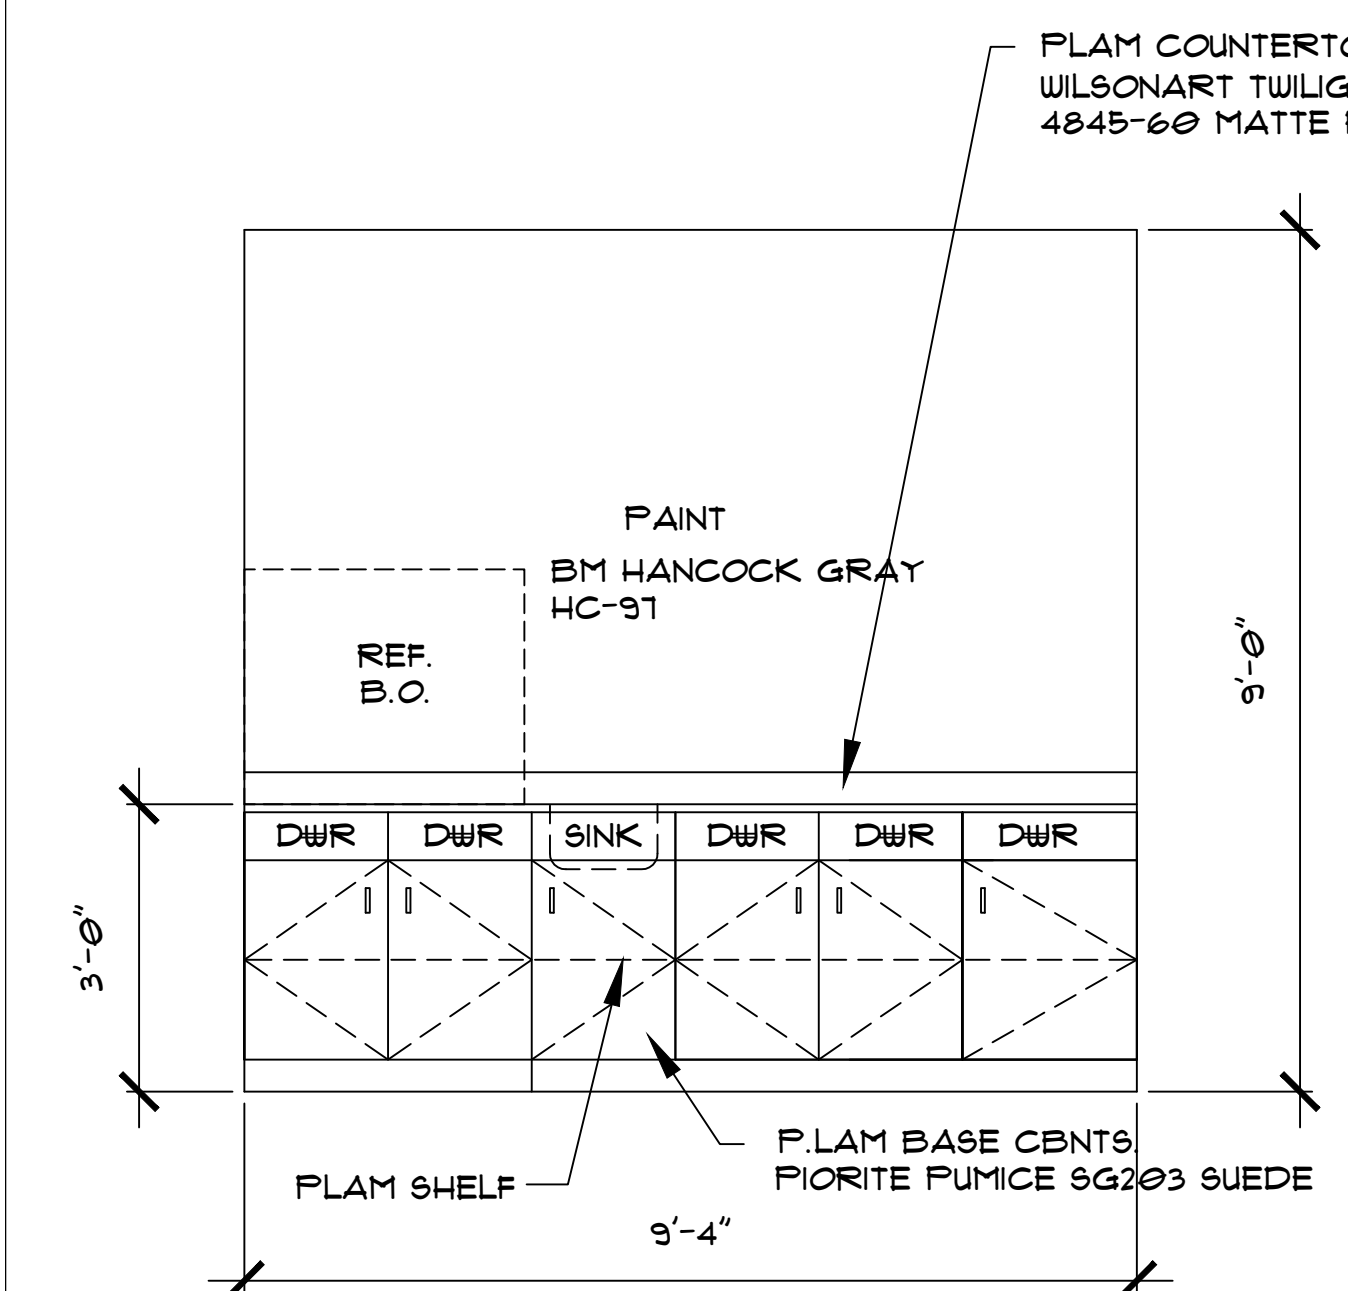 PLAM COUNTERTO
WILSONART TWILIG
4845-60 MATTE
PAINT
BM HANCOCK GRAY
HC-97
REF.
B.O.
9'-0"
DWR DWR SINK DWR DWR DWR
3'-0"
P.LAM BASE CBNTS.
PIORITE PUMICE SG203 SUEDE
PLAM SHELF
9'-4"